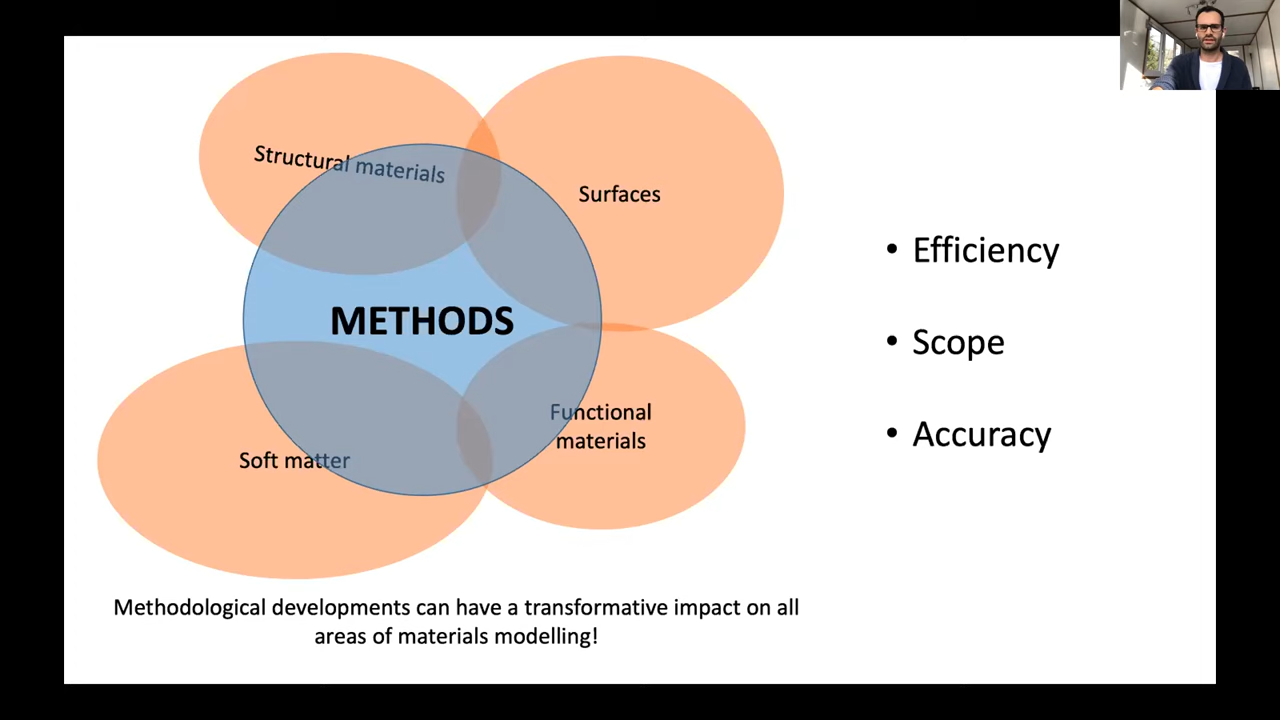 Structural materials
Surfaces
METHODS
Functional
materials
Soft matter
Methodological developments can have a transformative impact on all
areas of materials modelling!
• Efficiency
• Scope
• Accuracy